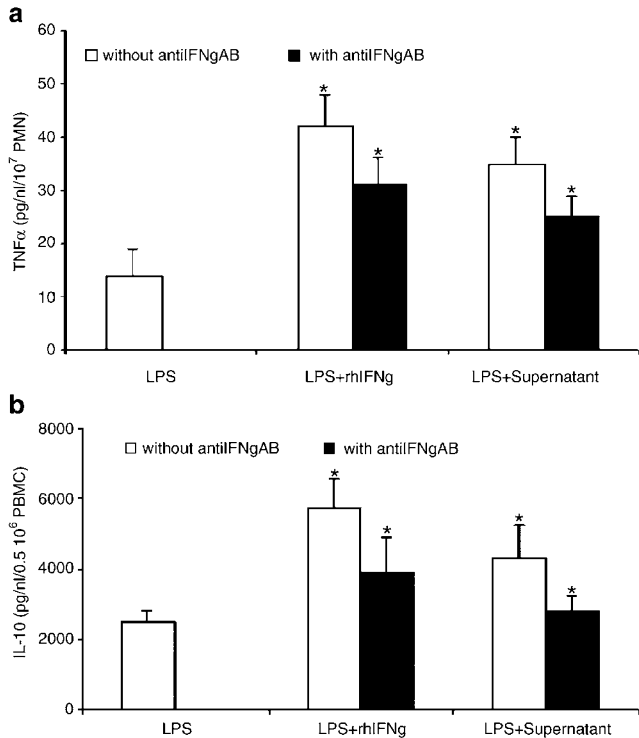 a
60
50
40
30
20
10
0
TNFα (pg/nl/10⁷ PMN)
without antiIFNgAB
with antiIFNgAB
*
*
*
*
LPS
LPS+rhIFNg
LPS+Supernatant
b
8000
6000
4000
2000
0
IL-10 (pg/nl/0.5 10⁶ PBMC)
without antiIFNgAB
with antiIFNgAB
*
*
*
*
LPS
LPS+rhIFNg
LPS+Supernatant